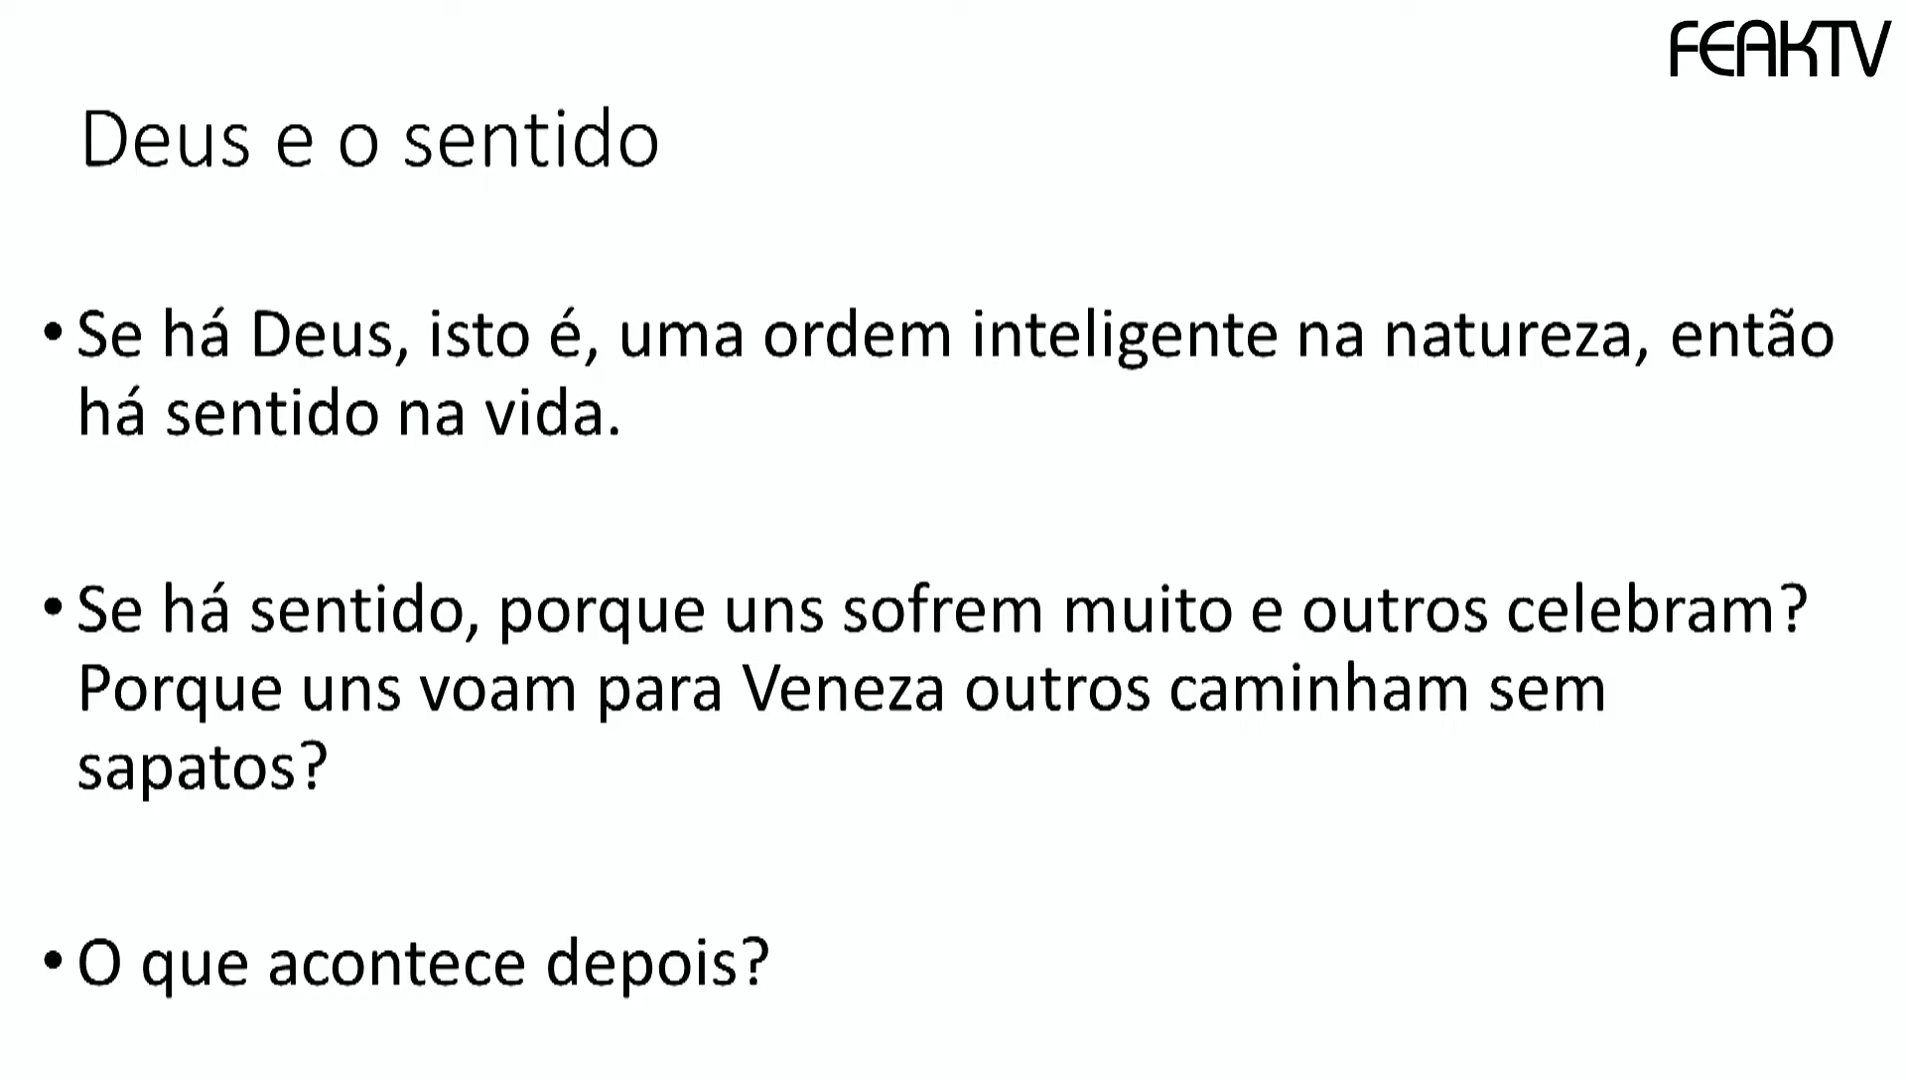 FEAKTV
Deus e o sentido
• Se há Deus, isto é, uma ordem inteligente na natureza, então
há sentido na vida.
• Se há sentido, porque uns sofrem muito e outros celebram?
Porque uns voam para Veneza outros caminham sem
sapatos?
• O que acontece depois?